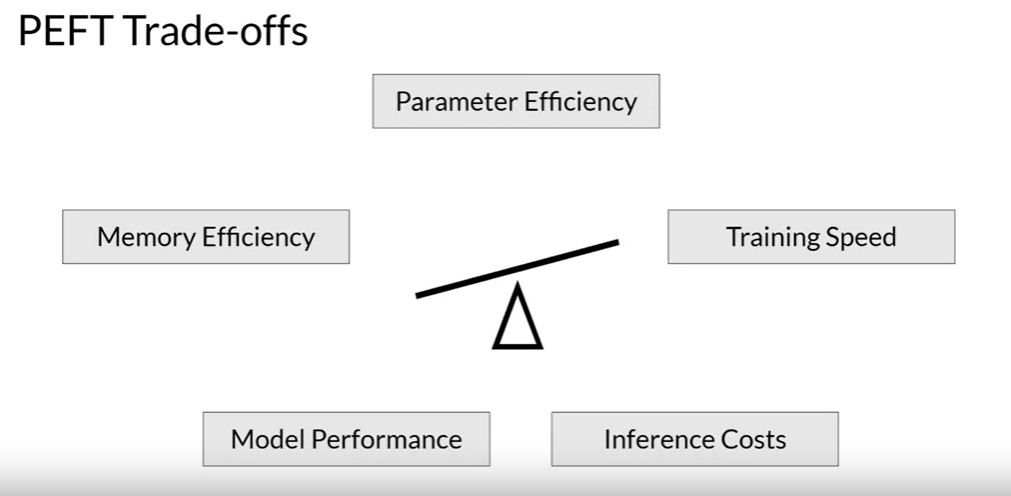 PEFT Trade-offs
Parameter Efficiency
Memory Efficiency
Training Speed
Model Performance
Inference Costs